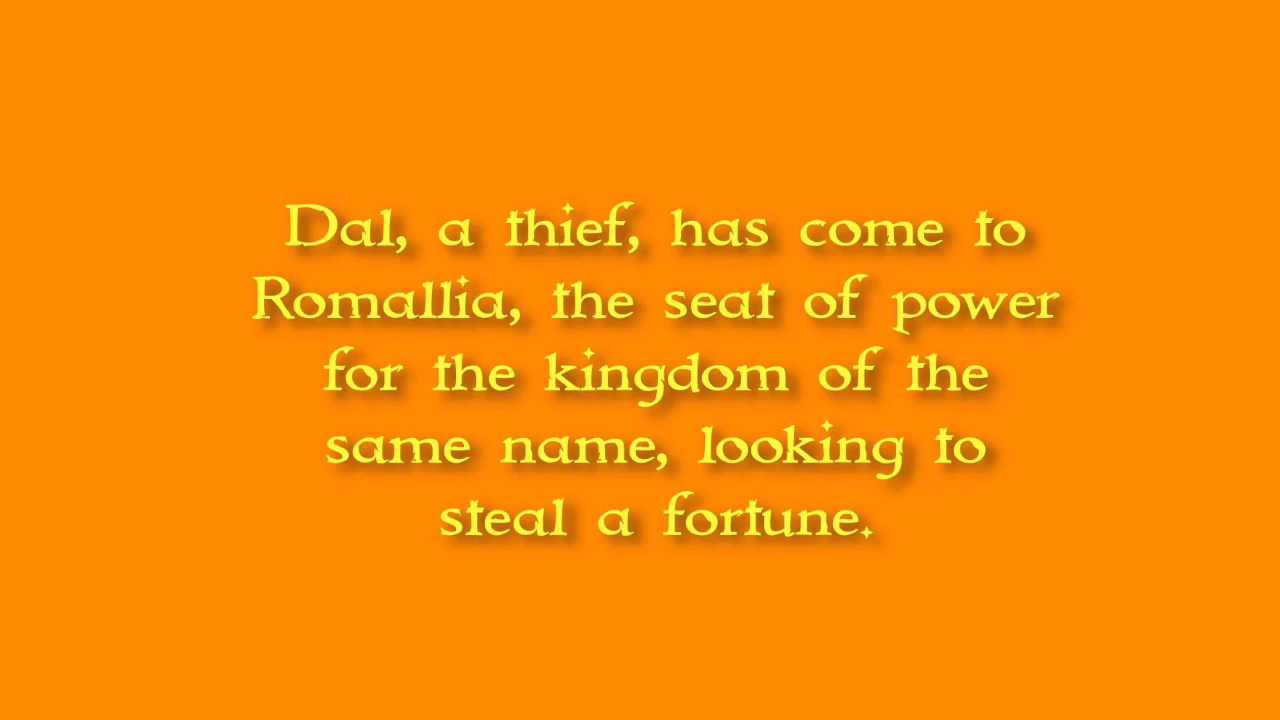 Dal, a thief, has come to
Romallia, the seat of power
for the kingdom of the
same name, looking to
steal a fortune.